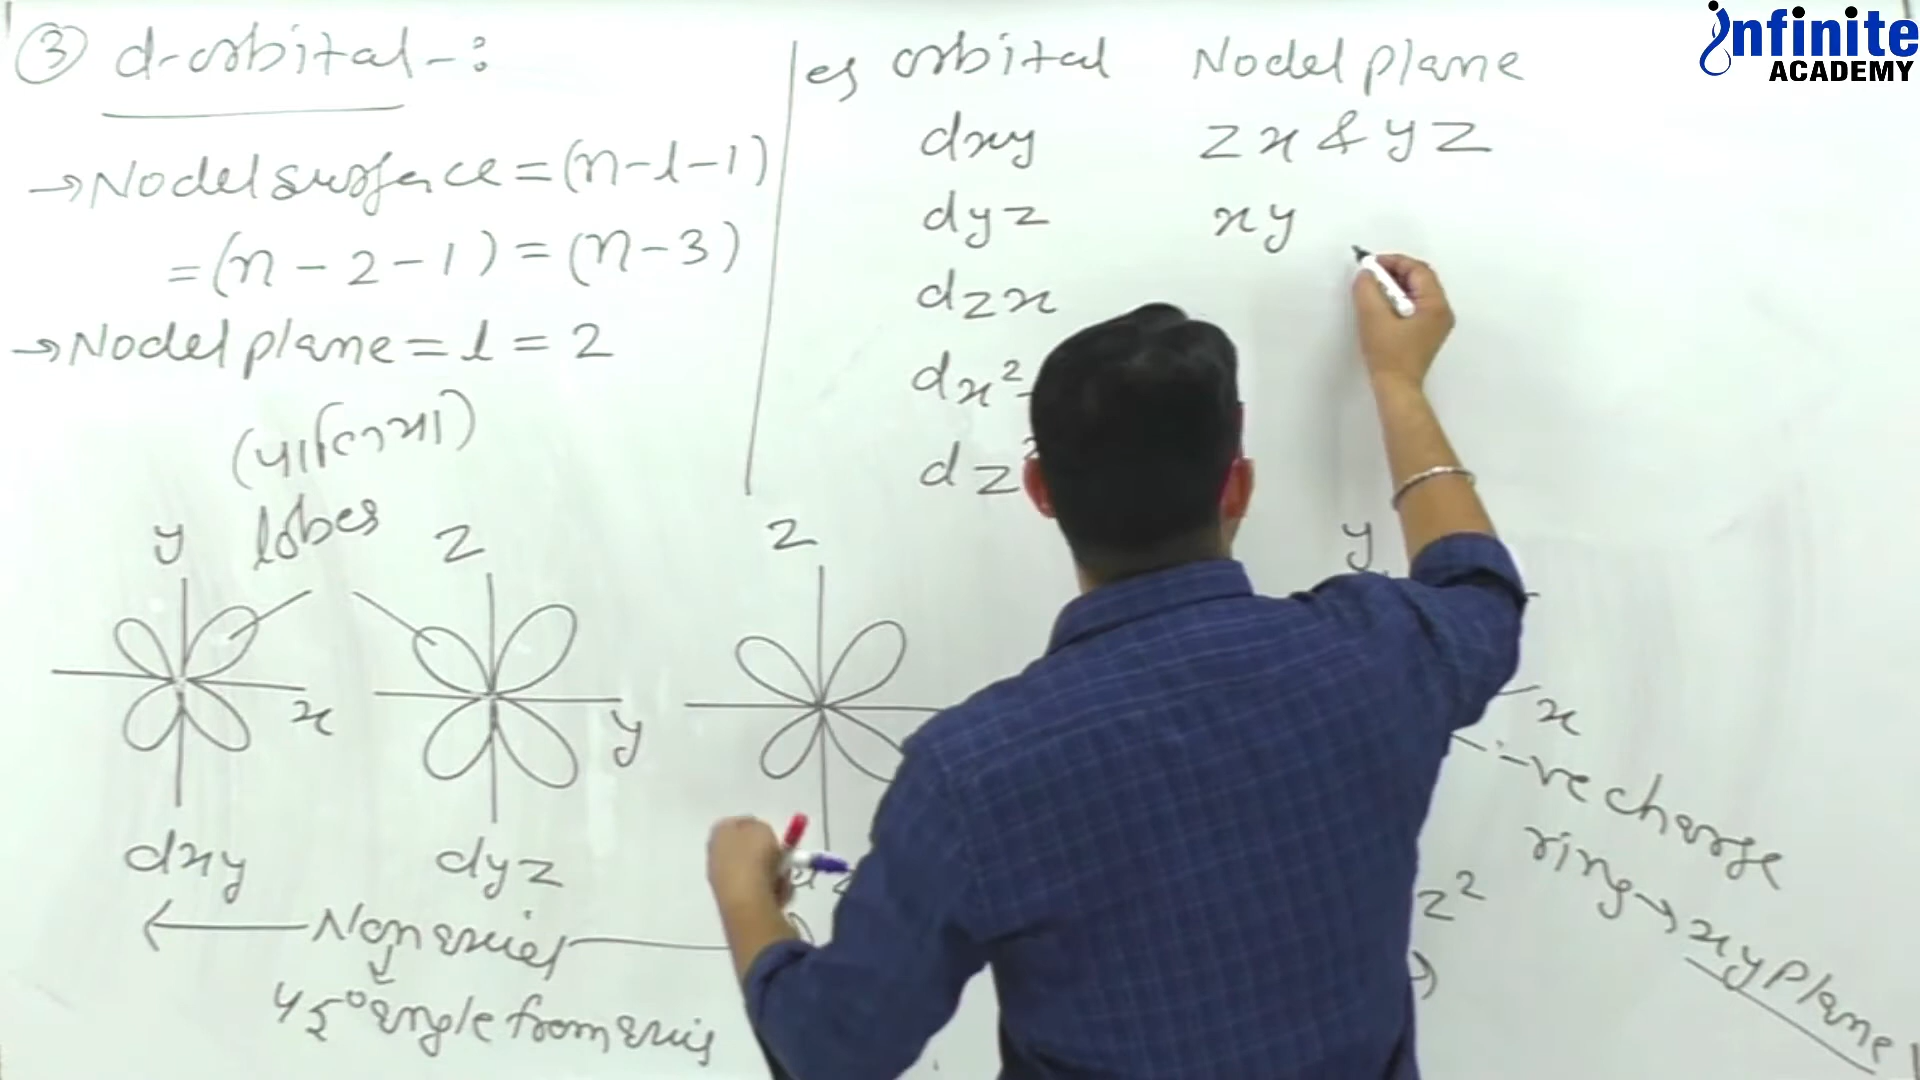 ③ d-orbital-:
→ Nodel surface = (n-l-1)
= (n-2-1) = (n-3)
→ Nodel plane = l = 2
lobes
y
x
dxy
z
y
dyz
z
← Non axial
↓
45° angle from axis
eg orbital Nodel plane
dxy zx & yz
dyz xy
dzx
dx²-
dz²
y
x
-ve charge
ring → xy plane
z²
infinite
ACADEMY